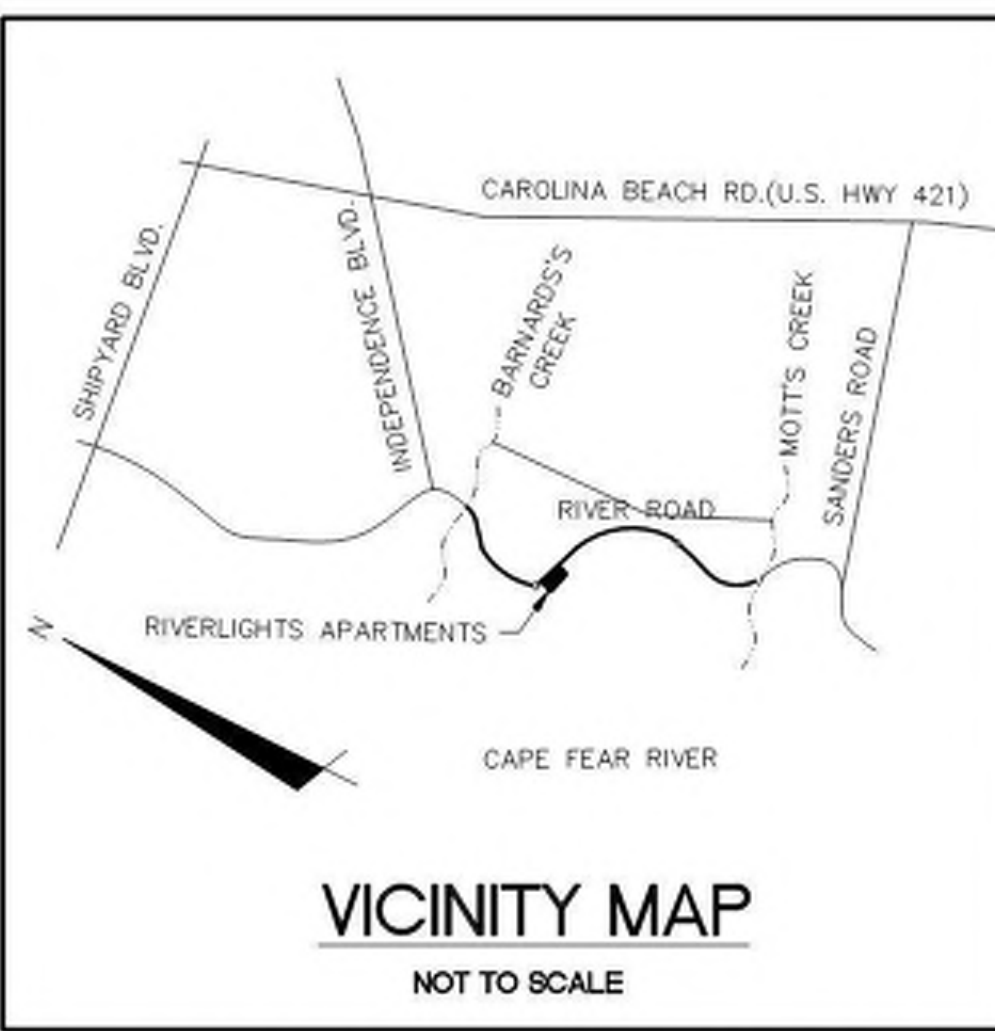 CAROLINA BEACH RD.(U.S. HWY 421)
SHIPYARD BLVD.
INDEPENDENCE BLVD.
BARNARDS'S
CREEK
MOTT'S CREEK
SANDERS ROAD
RIVER ROAD
RIVERLIGHTS APARTMENTS
N
CAPE FEAR RIVER
VICINITY MAP
NOT TO SCALE